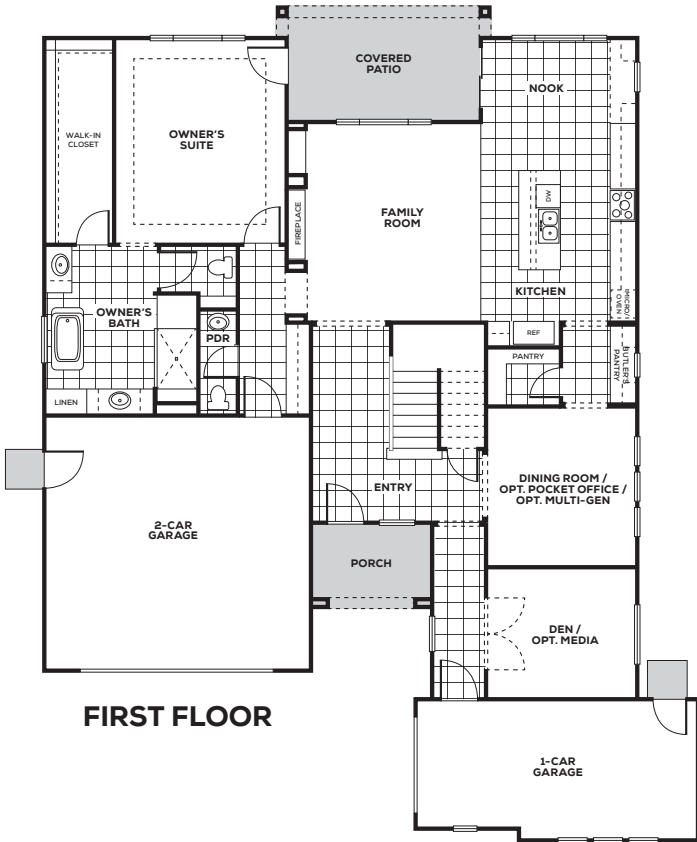 COVERED
PATIO
NOOK
WALK-IN
CLOSET
OWNER'S
SUITE
DW
FIREPLACE
FAMILY
ROOM
KITCHEN
MICRO/
OVEN
OWNER'S
BATH
PDR
REF
PANTRY
BUTLER'S
PANTRY
LINEN
DINING ROOM /
OPT. POCKET OFFICE /
OPT. MULTI-GEN
ENTRY
2-CAR
GARAGE
PORCH
DEN /
OPT. MEDIA
FIRST FLOOR
1-CAR
GARAGE